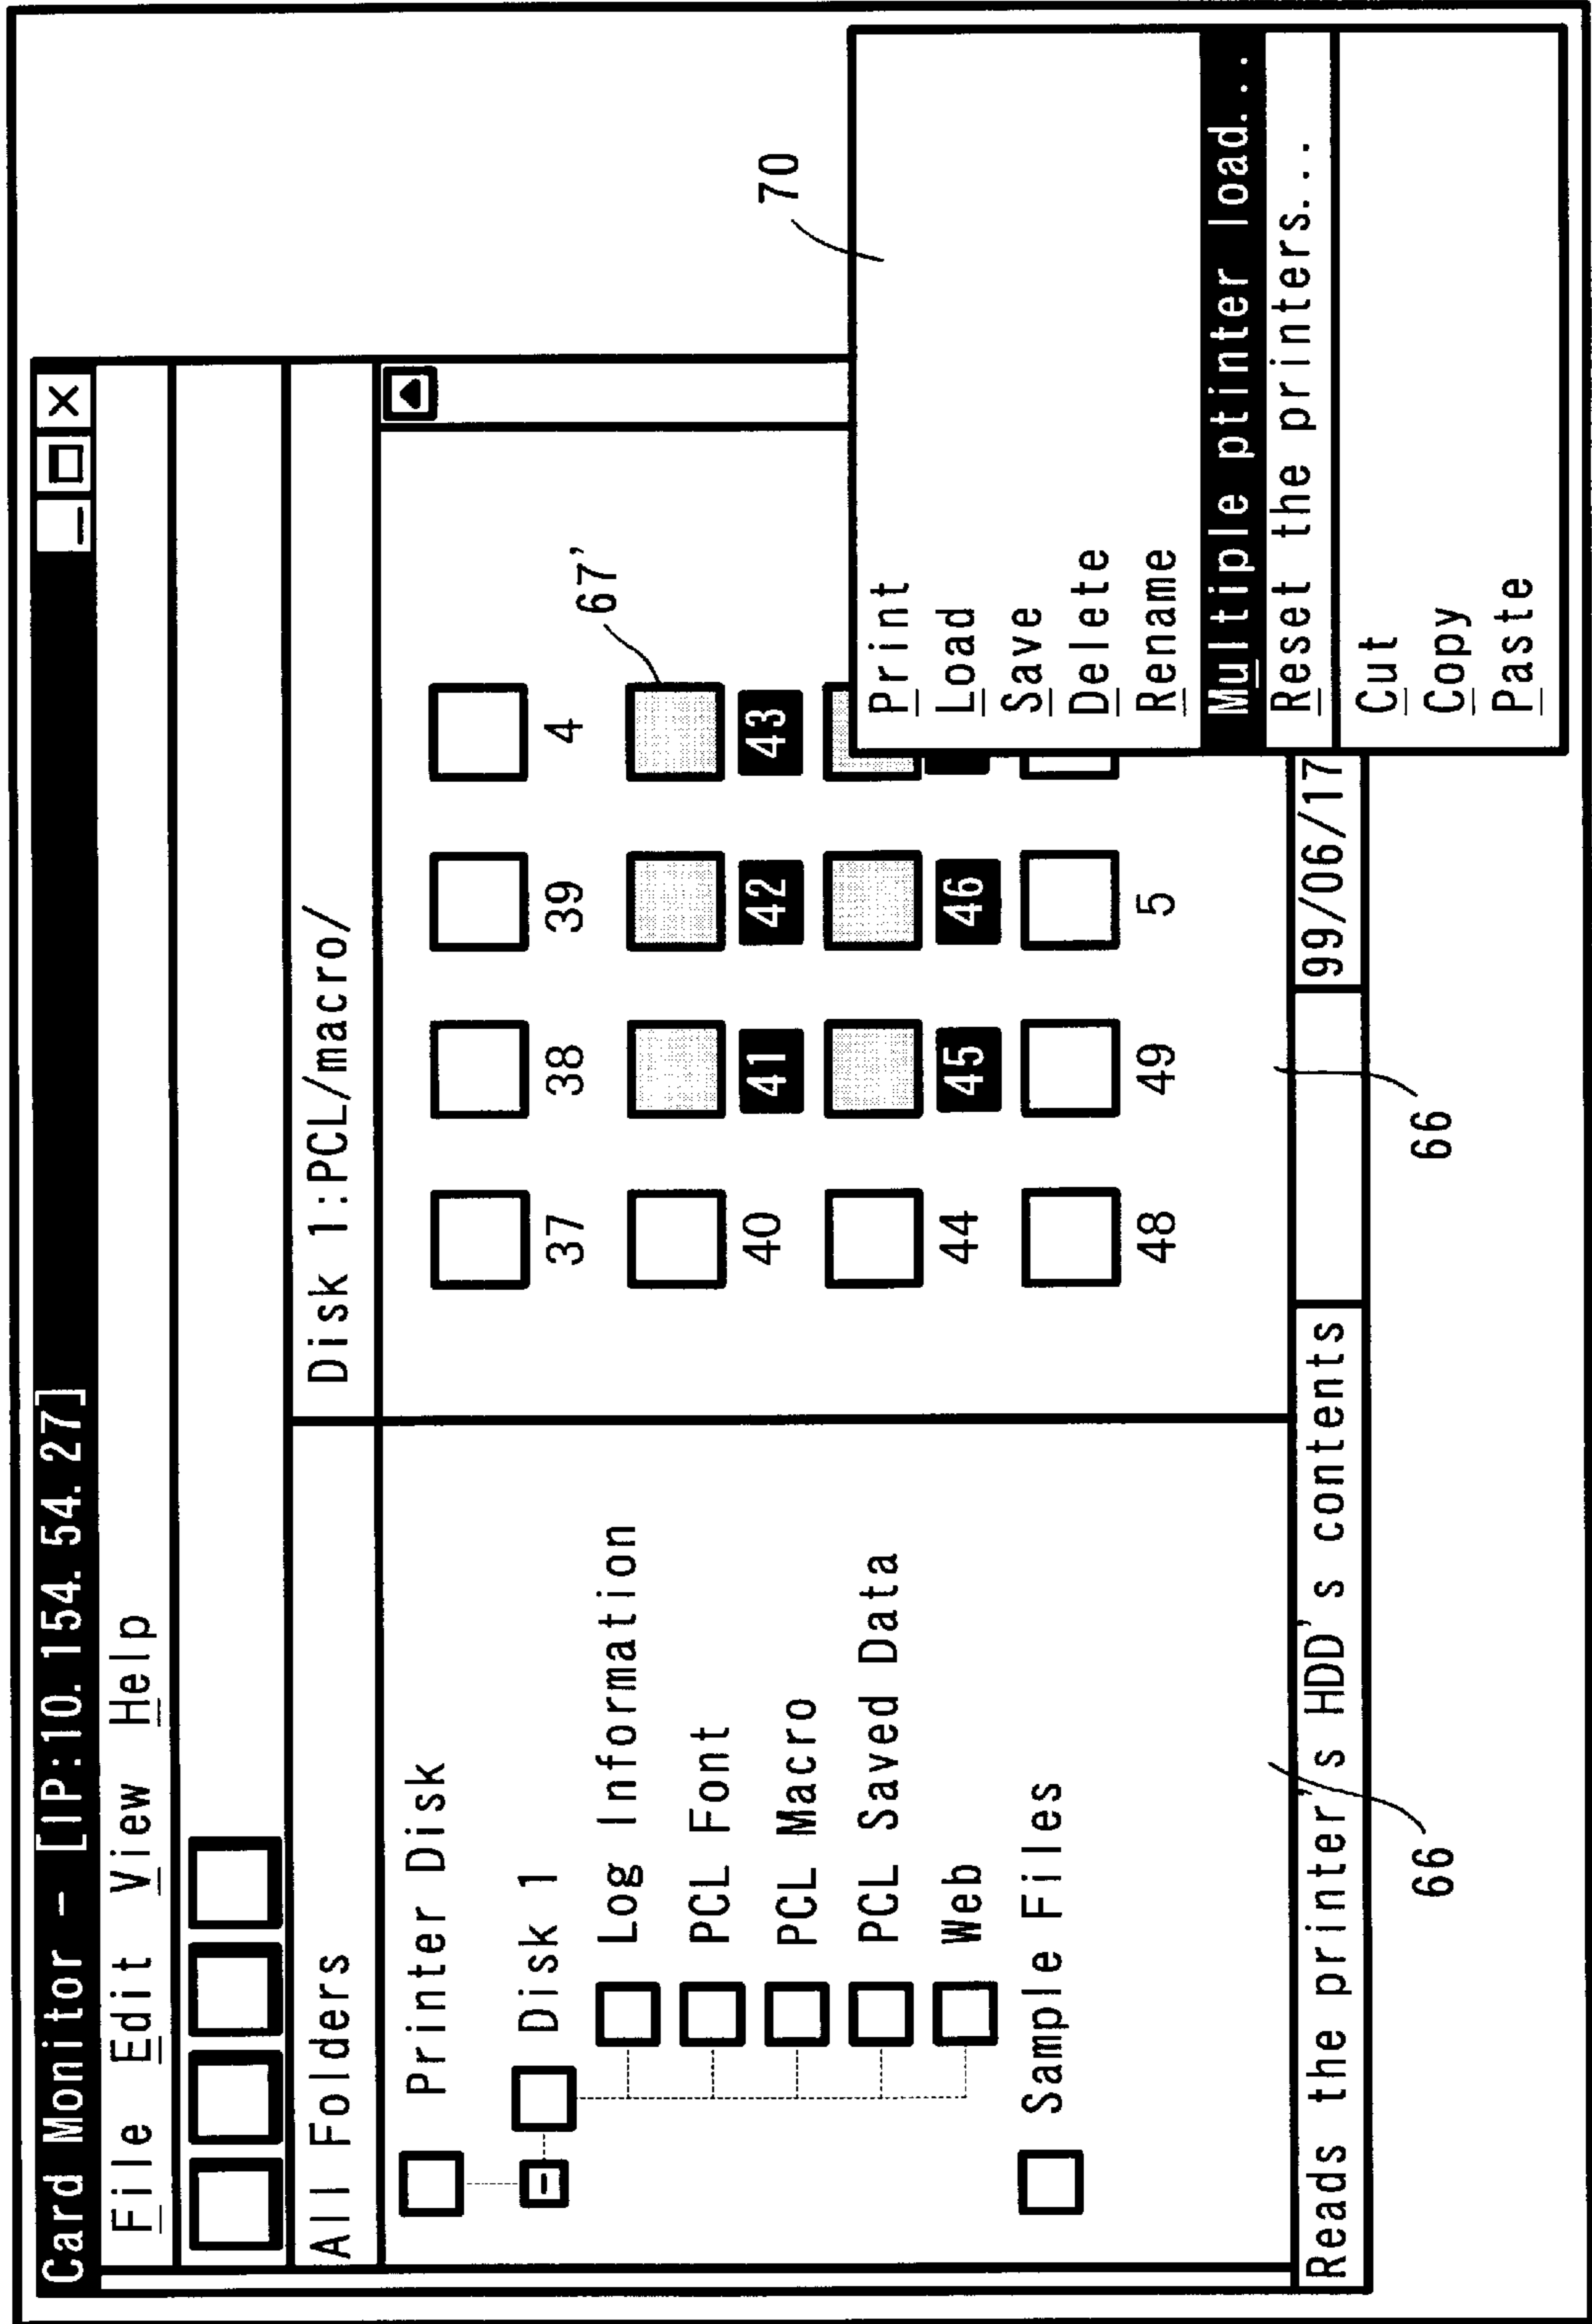 Card Monitor – [IP:10.154.54.27]
File Edit View Help
All Folders
Disk 1:PCL/macro/
Printer Disk
Disk 1
Log Information
PCL Font
PCL Macro
PCL Saved Data
Web
Sample Files
37 38 39 4
67'
40 41 42 43
44 45 46
48 49 5
70
Print
Load
Save
Delete
Rename
Multiple ptinter load...
Reset the printers...
Cut
Copy
Paste
Reads the printer's HDD's contents
99/06/17
66
66